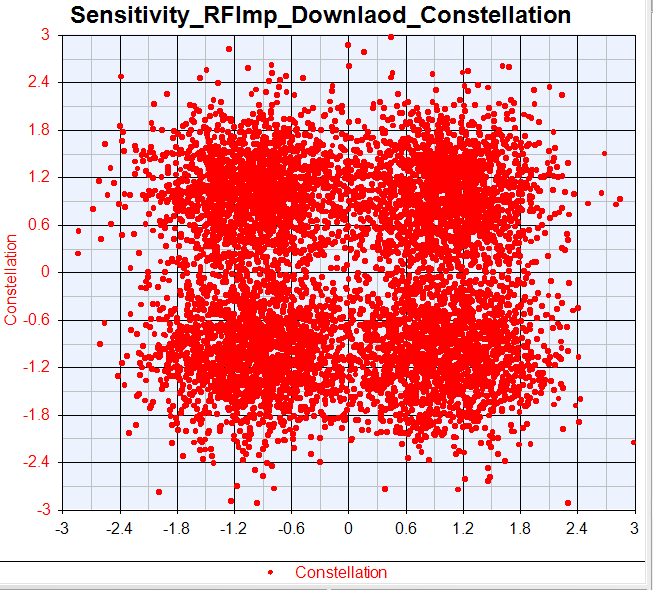 Sensitivity_RFImp_Downlaod_Constellation
3
2.4
1.8
1.2
0.6
0
-0.6
-1.2
-1.8
-2.4
-3
Constellation
-3 -2.4 -1.8 -1.2 -0.6 0 0.6 1.2 1.8 2.4 3
Constellation